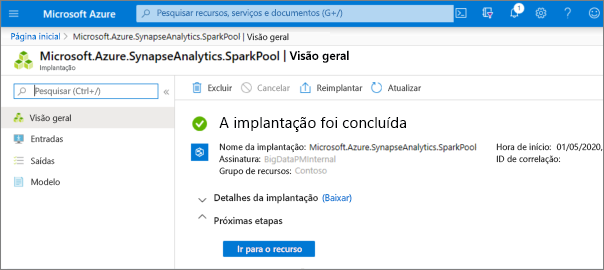 Microsoft Azure
Pesquisar recursos, serviços e documentos (G+/)
1
Página inicial > Microsoft.Azure.SynapseAnalytics.SparkPool | Visão geral
Microsoft.Azure.SynapseAnalytics.SparkPool | Visão geral
Implantação
Pesquisar (Ctrl+/)
Excluir
Cancelar
Reimplantar
Atualizar
Visão geral
Entradas
Saídas
Modelo
A implantação foi concluída
Nome da implantação: Microsoft.Azure.SynapseAnalytics.SparkPool
Assinatura: BigDataPMInternal
Grupo de recursos: Contoso
Hora de início: 01/05/2020,
ID de correlação:
Detalhes da implantação (Baixar)
Próximas etapas
Ir para o recurso